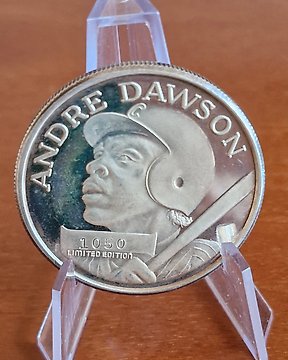 ANDRE DAWSON
C
1050
LIMITED EDITION